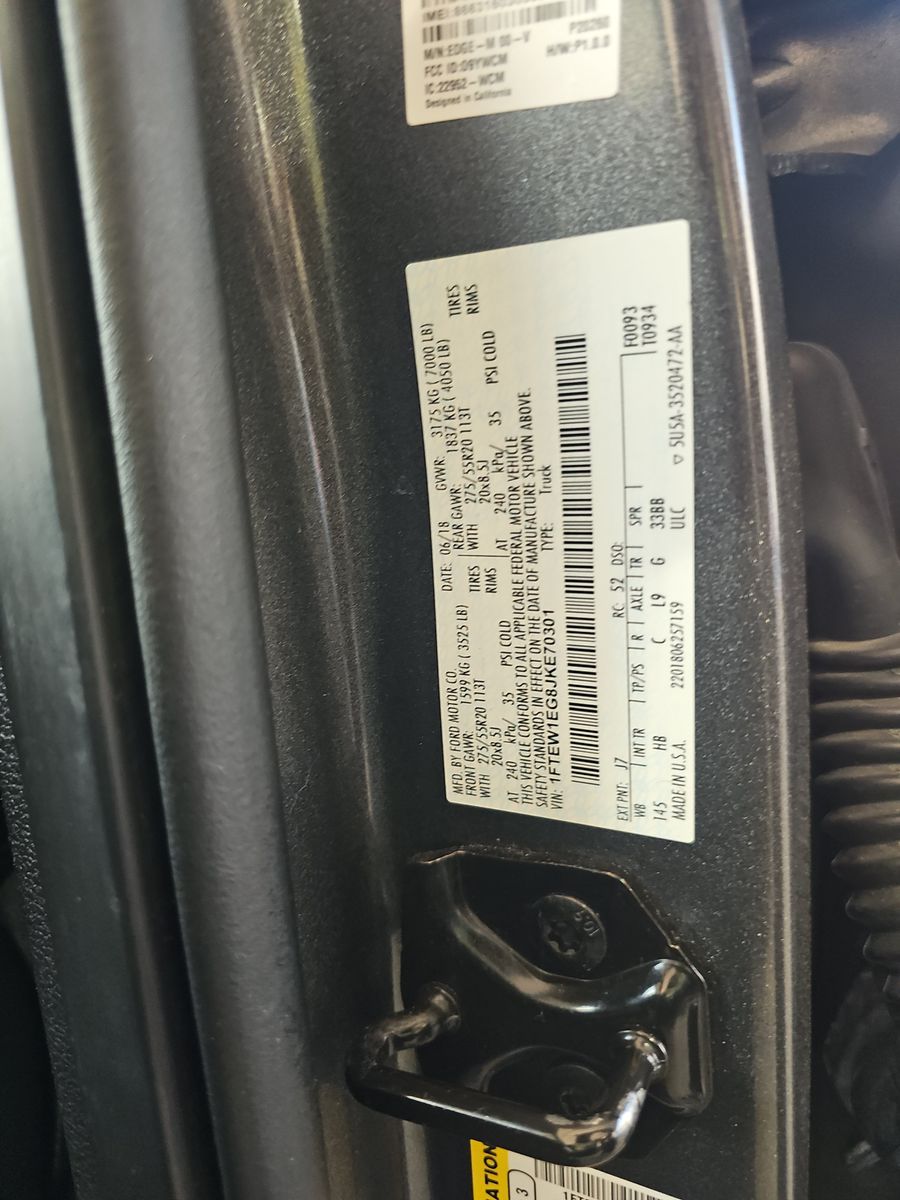 M/N:EDGE-M 00-V P20260
FCC ID:O9YWCM H/W:P1.0.0
IC:22962-WCM
Designed in California
MFD. BY FORD MOTOR CO. DATE: 06/18 GVWR: 3175 KG ( 7000 LB)
FRONT GAWR: 1599 KG ( 3525 LB) REAR GAWR: 1837 KG ( 4050 LB)
WITH 275/55R20 113T TIRES WITH 275/55R20 113T TIRES
20x8.5J RIMS 20x8.5J RIMS
AT 240 kPa/ 35 PSI COLD AT 240 kPa/ 35 PSI COLD
THIS VEHICLE CONFORMS TO ALL APPLICABLE FEDERAL MOTOR VEHICLE
SAFETY STANDARDS IN EFFECT ON THE DATE OF MANUFACTURE SHOWN ABOVE.
VIN: 1FTEW1EG8JKE70301 TYPE: Truck
EXT PNT: J7 RC: 52 DSO: F0093
WB INT TR TP/PS R AXLE TR SPR T0934
145 HB C L9 G 33BB
MADE IN U.S.A. 2201806257159 ULC ▽ 5U5A-3520472-AA
3